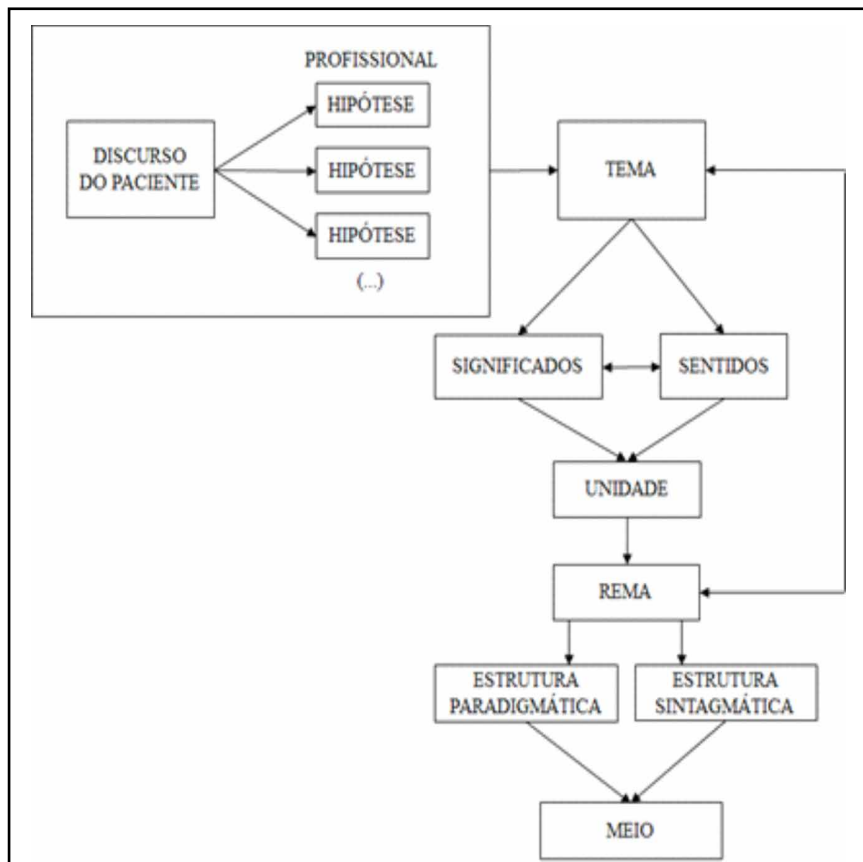 PROFISSIONAL
HIPÓTESE
DISCURSO
DO PACIENTE
HIPÓTESE
HIPÓTESE
(...)
TEMA
SIGNIFICADOS
SENTIDOS
UNIDADE
REMA
ESTRUTURA
PARADIGMÁTICA
ESTRUTURA
SINTAGMÁTICA
MEIO